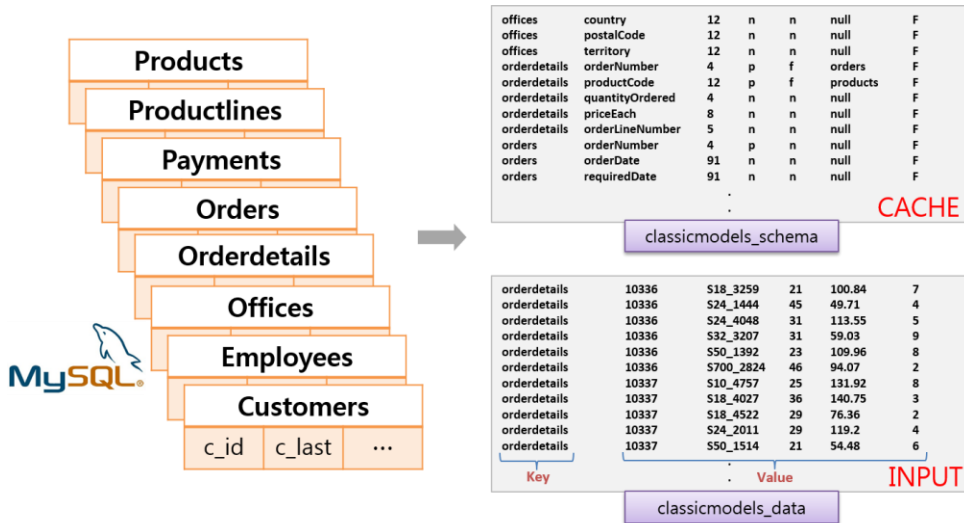 Products
Productlines
Payments
Orders
Orderdetails
Offices
Employees
Customers
c_id c_last ...
MySQL®
offices country 12 n n null F
offices postalCode 12 n n null F
offices territory 12 n n null F
orderdetails orderNumber 4 p f orders F
orderdetails productCode 12 p f products F
orderdetails quantityOrdered 4 n n null F
orderdetails priceEach 8 n n null F
orderdetails orderLineNumber 5 n n null F
orders orderNumber 4 p n null F
orders orderDate 91 n n null F
orders requiredDate 91 n n null F
.
.
CACHE
classicmodels_schema
orderdetails 10336 S18_3259 21 100.84 7
orderdetails 10336 S24_1444 45 49.71 4
orderdetails 10336 S24_4048 31 113.55 5
orderdetails 10336 S32_3207 31 59.03 9
orderdetails 10336 S50_1392 23 109.96 8
orderdetails 10336 S700_2824 46 94.07 2
orderdetails 10337 S10_4757 25 131.92 8
orderdetails 10337 S18_4027 36 140.75 3
orderdetails 10337 S18_4522 29 76.36 2
orderdetails 10337 S24_2011 29 119.2 4
orderdetails 10337 S50_1514 21 54.48 6
Key . Value
.
INPUT
classicmodels_data